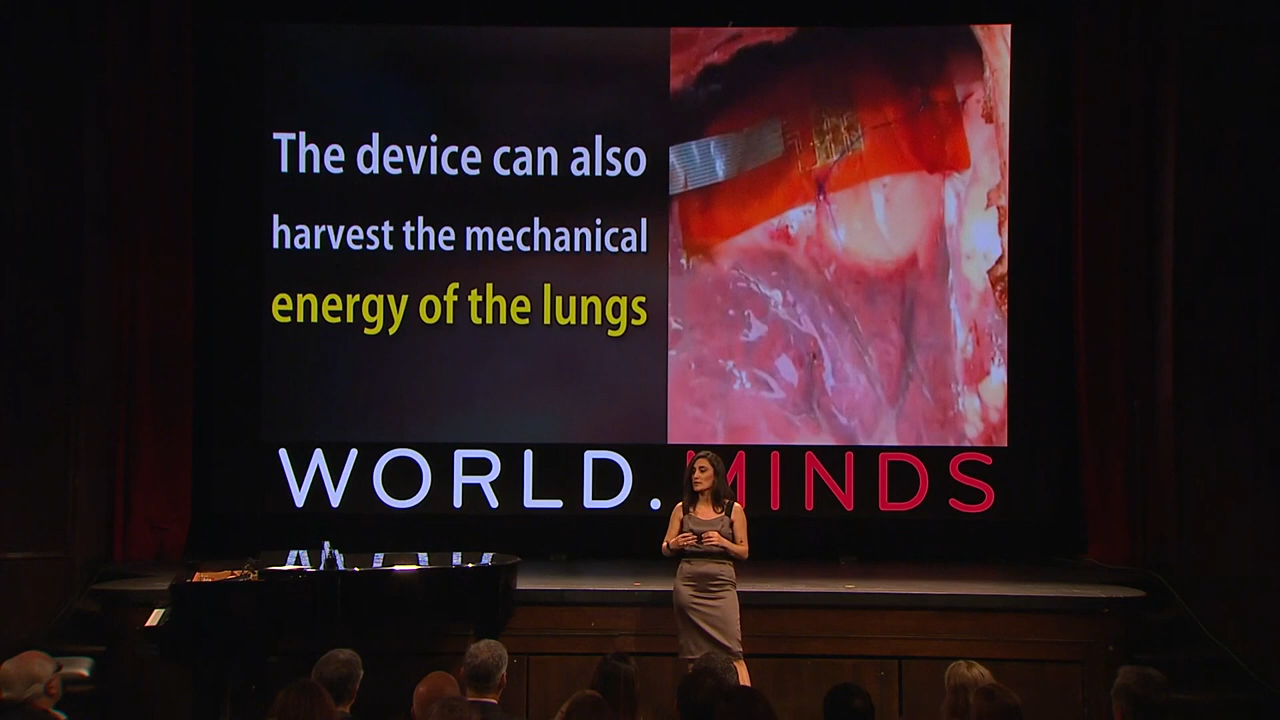 The device can also
harvest the mechanical
energy of the lungs
WORLD.MINDS